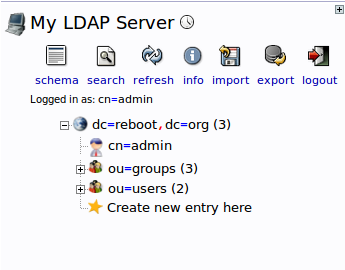 My LDAP Server
schema search refresh info import export logout
Logged in as: cn=admin
dc=reboot,dc=org (3)
cn=admin
ou=groups (3)
ou=users (2)
Create new entry here